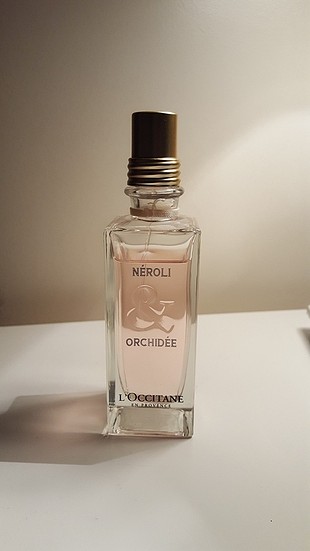 NÉROLI
&
ORCHIDÉE
L'OCCITANE
EN PROVENCE